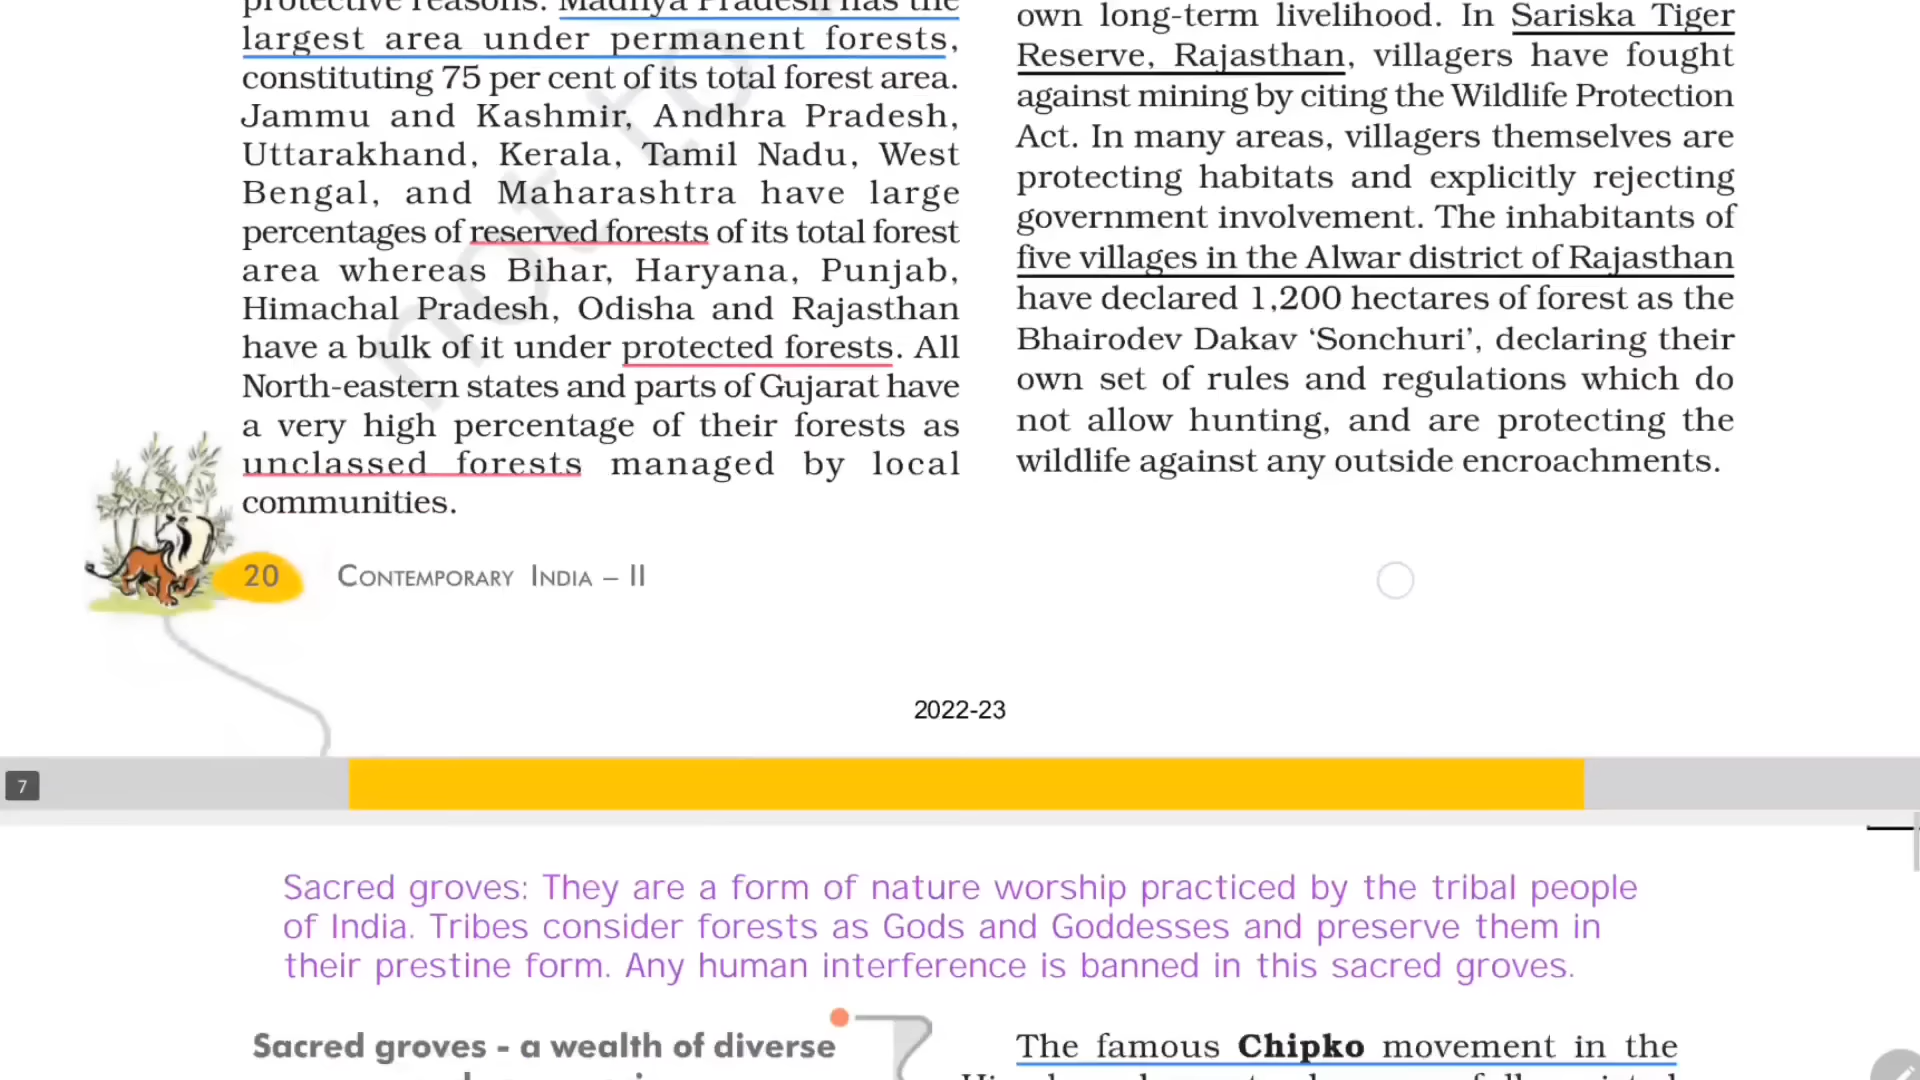 protective reasons. Madhya Pradesh has the
largest area under permanent forests,
constituting 75 per cent of its total forest area.
Jammu and Kashmir, Andhra Pradesh,
Uttarakhand, Kerala, Tamil Nadu, West
Bengal, and Maharashtra have large
percentages of reserved forests of its total forest
area whereas Bihar, Haryana, Punjab,
Himachal Pradesh, Odisha and Rajasthan
have a bulk of it under protected forests. All
North-eastern states and parts of Gujarat have
a very high percentage of their forests as
unclassed forests managed by local
communities.
own long-term livelihood. In Sariska Tiger
Reserve, Rajasthan, villagers have fought
against mining by citing the Wildlife Protection
Act. In many areas, villagers themselves are
protecting habitats and explicitly rejecting
government involvement. The inhabitants of
five villages in the Alwar district of Rajasthan
have declared 1,200 hectares of forest as the
Bhairodev Dakav ‘Sonchuri’, declaring their
own set of rules and regulations which do
not allow hunting, and are protecting the
wildlife against any outside encroachments.
not to
20 CONTEMPORARY INDIA – II
2022-23
7
Sacred groves: They are a form of nature worship practiced by the tribal people
of India. Tribes consider forests as Gods and Goddesses and preserve them in
their prestine form. Any human interference is banned in this sacred groves.
Sacred groves - a wealth of diverse
The famous Chipko movement in the